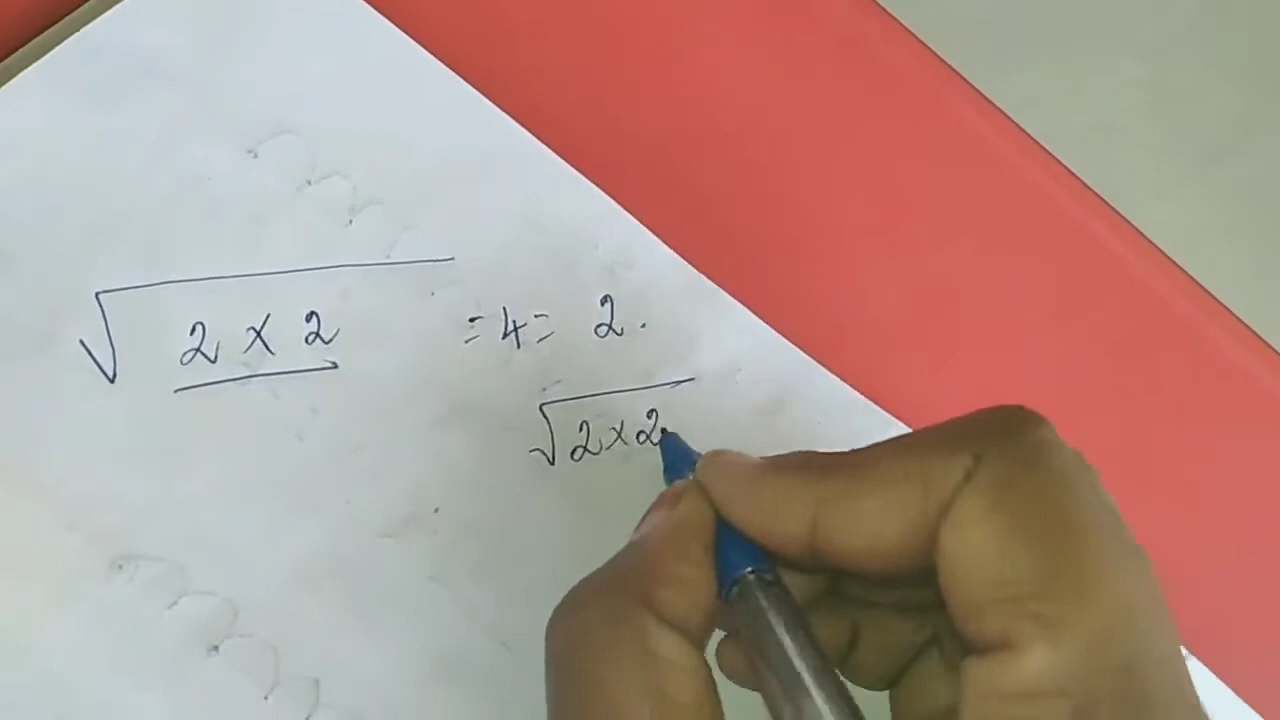 √2 × 2 = 4 = 2.
√2×2